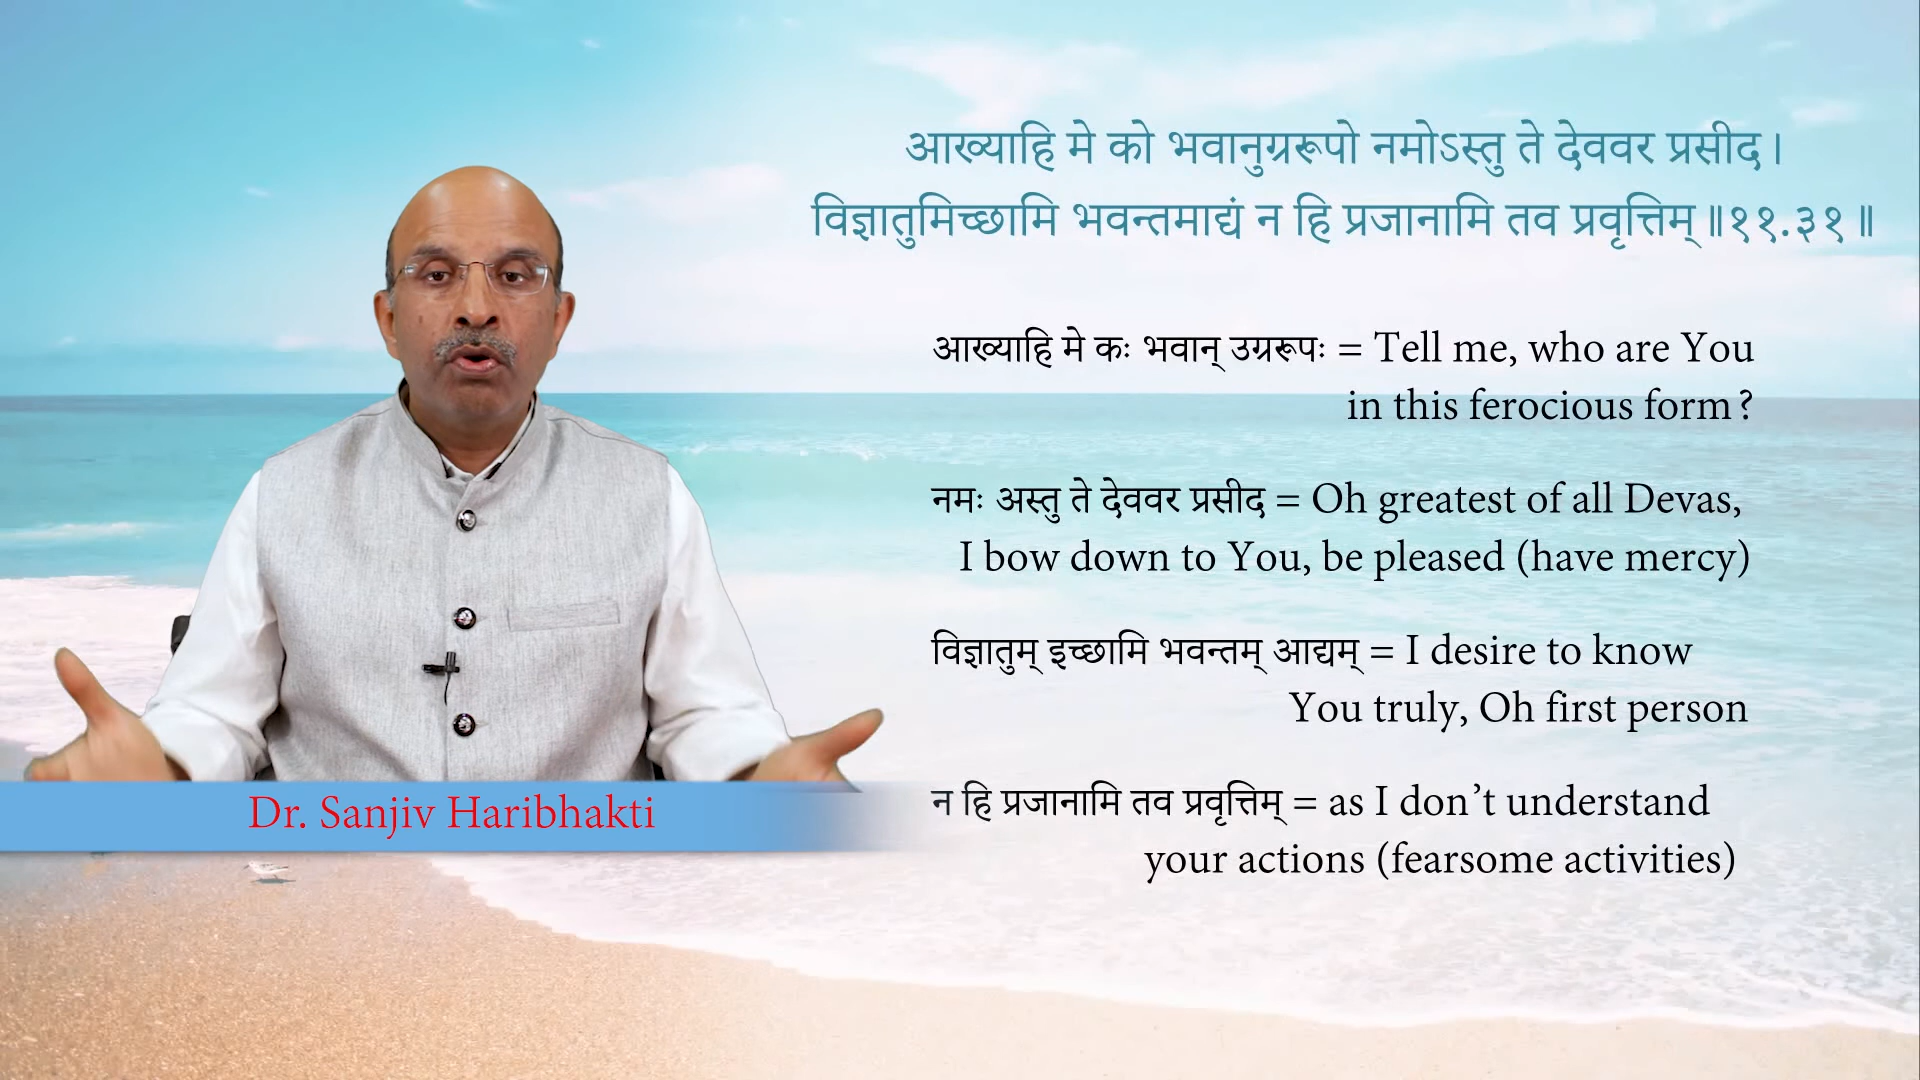 आख्याहि मे को भवानुग्ररूपो नमोऽस्तु ते देववर प्रसीद।
विज्ञातुमिच्छामि भवन्तमाद्यं न हि प्रजानामि तव प्रवृत्तिम्॥११.३१॥
आख्याहि मे कः भवान् उग्ररूपः = Tell me, who are You
in this ferocious form?
नमः अस्तु ते देववर प्रसीद = Oh greatest of all Devas,
I bow down to You, be pleased (have mercy)
विज्ञातुम् इच्छामि भवन्तम् आद्यम् = I desire to know
You truly, Oh first person
न हि प्रजानामि तव प्रवृत्तिम् = as I don’t understand
your actions (fearsome activities)
Dr. Sanjiv Haribhakti